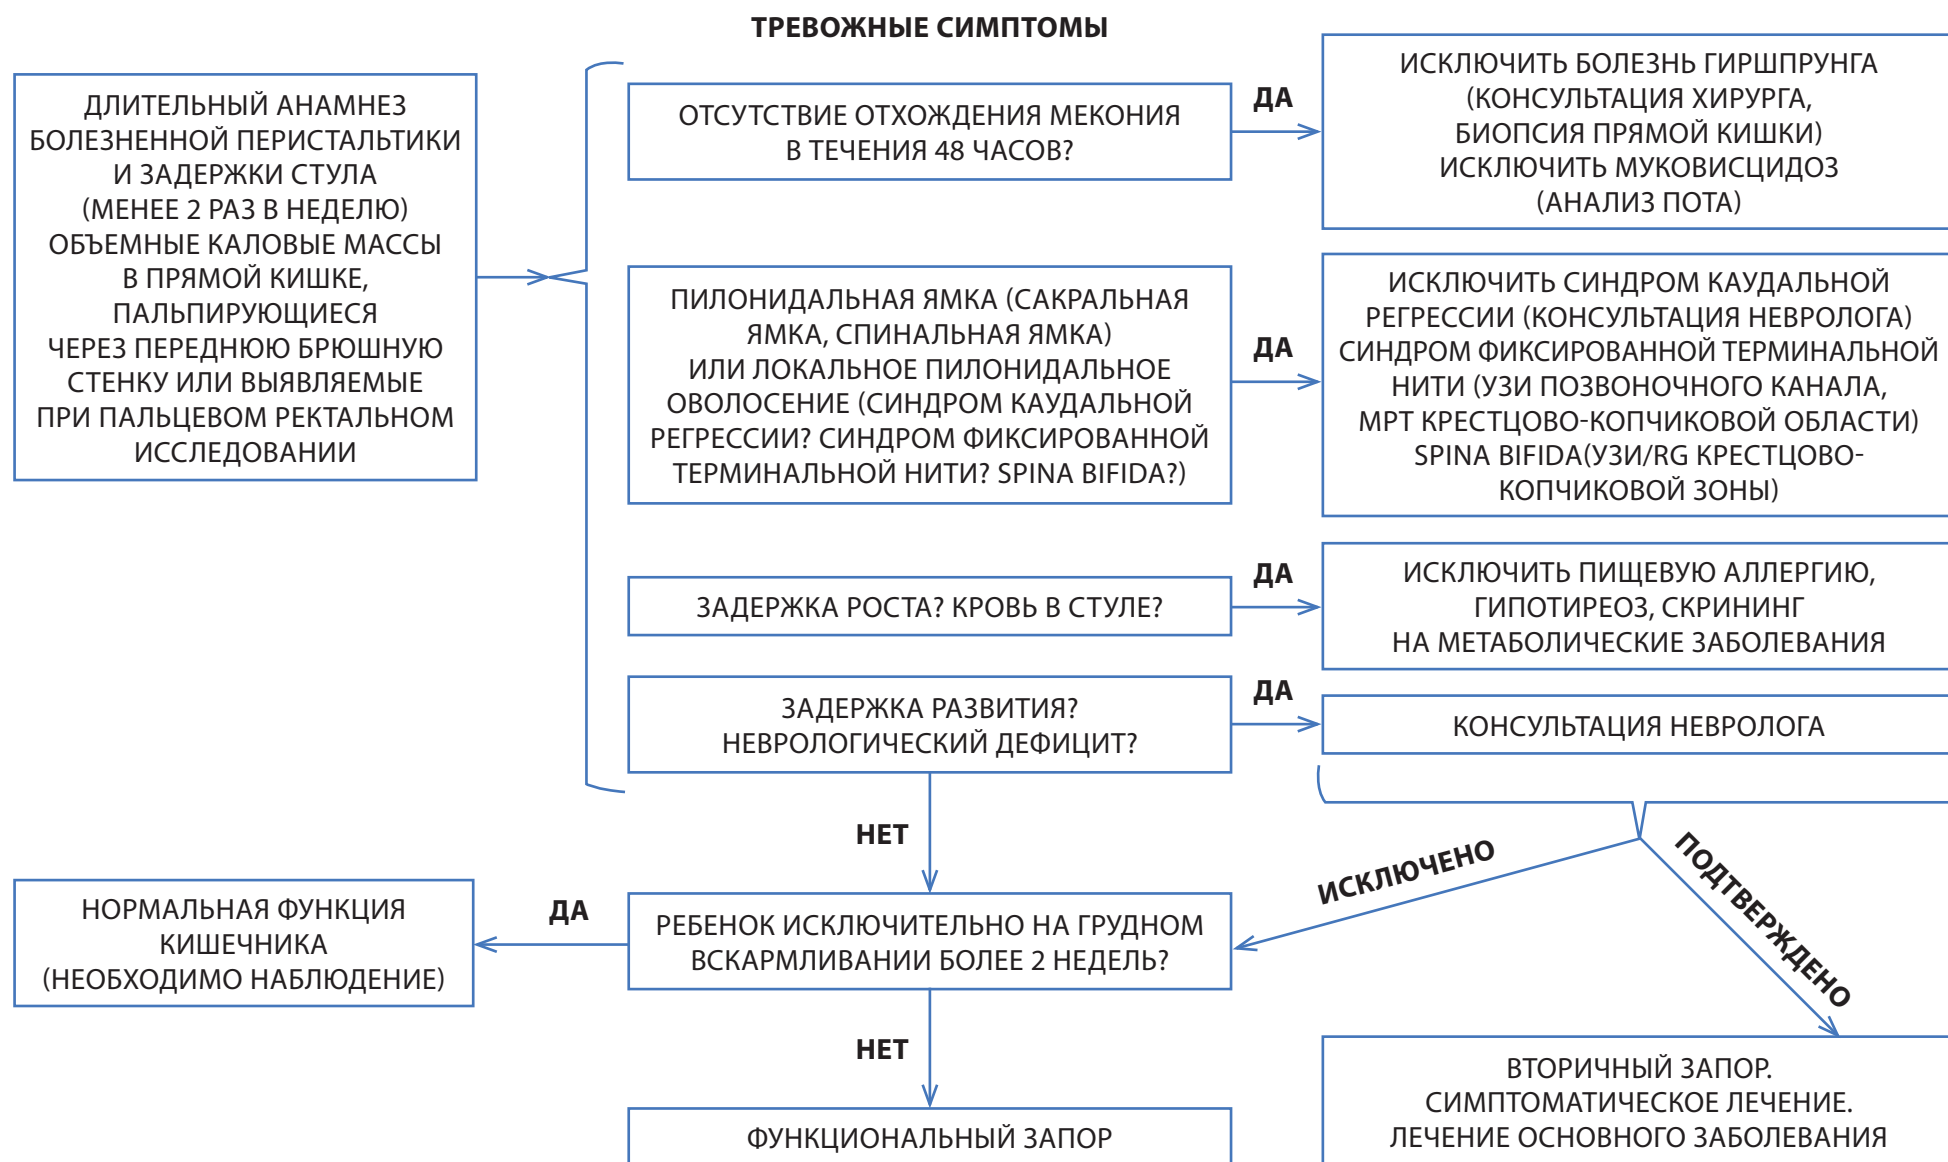 ТРЕВОЖНЫЕ СИМПТОМЫ
ДЛИТЕЛЬНЫЙ АНАМНЕЗ
БОЛЕЗНЕННОЙ ПЕРИСТАЛЬТИКИ
И ЗАДЕРЖКИ СТУЛА
(МЕНЕЕ 2 РАЗ В НЕДЕЛЮ)
ОБЪЕМНЫЕ КАЛОВЫЕ МАССЫ
В ПРЯМОЙ КИШКЕ,
ПАЛЬПИРУЮЩИЕСЯ
ЧЕРЕЗ ПЕРЕДНЮЮ БРЮШНУЮ
СТЕНКУ ИЛИ ВЫЯВЛЯЕМЫЕ
ПРИ ПАЛЬЦЕВОМ РЕКТАЛЬНОМ
ИССЛЕДОВАНИИ
ОТСУТСТВИЕ ОТХОЖДЕНИЯ МЕКОНИЯ
В ТЕЧЕНИЯ 48 ЧАСОВ?
ДА
ИСКЛЮЧИТЬ БОЛЕЗНЬ ГИРШПРУНГА
(КОНСУЛЬТАЦИЯ ХИРУРГА,
БИОПСИЯ ПРЯМОЙ КИШКИ)
ИСКЛЮЧИТЬ МУКОВИСЦИДОЗ
(АНАЛИЗ ПОТА)
ПИЛОНИДАЛЬНАЯ ЯМКА (САКРАЛЬНАЯ
ЯМКА, СПИНАЛЬНАЯ ЯМКА)
ИЛИ ЛОКАЛЬНОЕ ПИЛОНИДАЛЬНОЕ
ОВОЛОСЕНИЕ (СИНДРОМ КАУДАЛЬНОЙ
РЕГРЕССИИ? СИНДРОМ ФИКСИРОВАННОЙ
ТЕРМИНАЛЬНОЙ НИТИ? SPINA BIFIDA?)
ДА
ИСКЛЮЧИТЬ СИНДРОМ КАУДАЛЬНОЙ
РЕГРЕССИИ (КОНСУЛЬТАЦИЯ НЕВРОЛОГА)
СИНДРОМ ФИКСИРОВАННОЙ ТЕРМИНАЛЬНОЙ
НИТИ (УЗИ ПОЗВОНОЧНОГО КАНАЛА,
МРТ КРЕСТЦОВО-КОПЧИКОВОЙ ОБЛАСТИ)
SPINA BIFIDA(УЗИ/RG КРЕСТЦОВО-
КОПЧИКОВОЙ ЗОНЫ)
ЗАДЕРЖКА РОСТА? КРОВЬ В СТУЛЕ?
ДА
ИСКЛЮЧИТЬ ПИЩЕВУЮ АЛЛЕРГИЮ,
ГИПОТИРЕОЗ, СКРИНИНГ
НА МЕТАБОЛИЧЕСКИЕ ЗАБОЛЕВАНИЯ
ЗАДЕРЖКА РАЗВИТИЯ?
НЕВРОЛОГИЧЕСКИЙ ДЕФИЦИТ?
ДА
КОНСУЛЬТАЦИЯ НЕВРОЛОГА
НЕТ
ИСКЛЮЧЕНО
ПОДТВЕРЖДЕНО
НОРМАЛЬНАЯ ФУНКЦИЯ
КИШЕЧНИКА
(НЕОБХОДИМО НАБЛЮДЕНИЕ)
ДА
РЕБЕНОК ИСКЛЮЧИТЕЛЬНО НА ГРУДНОМ
ВСКАРМЛИВАНИИ БОЛЕЕ 2 НЕДЕЛЬ?
НЕТ
ФУНКЦИОНАЛЬНЫЙ ЗАПОР
ВТОРИЧНЫЙ ЗАПОР.
СИМПТОМАТИЧЕСКОЕ ЛЕЧЕНИЕ.
ЛЕЧЕНИЕ ОСНОВНОГО ЗАБОЛЕВАНИЯ